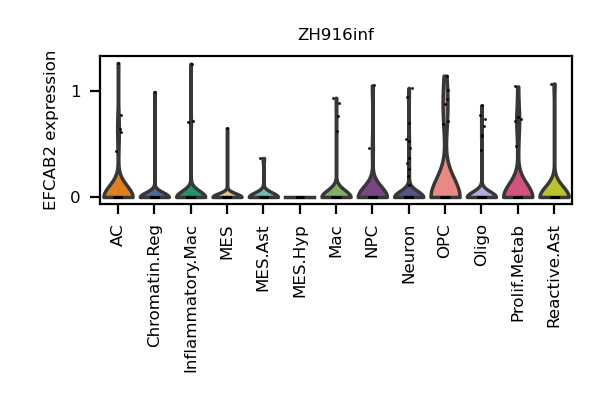 ZH916inf
EFCAB2 expression
1
0
AC
Chromatin.Reg
Inflammatory.Mac
MES
MES.Ast
MES.Hyp
Mac
NPC
Neuron
OPC
Oligo
Prolif.Metab
Reactive.Ast